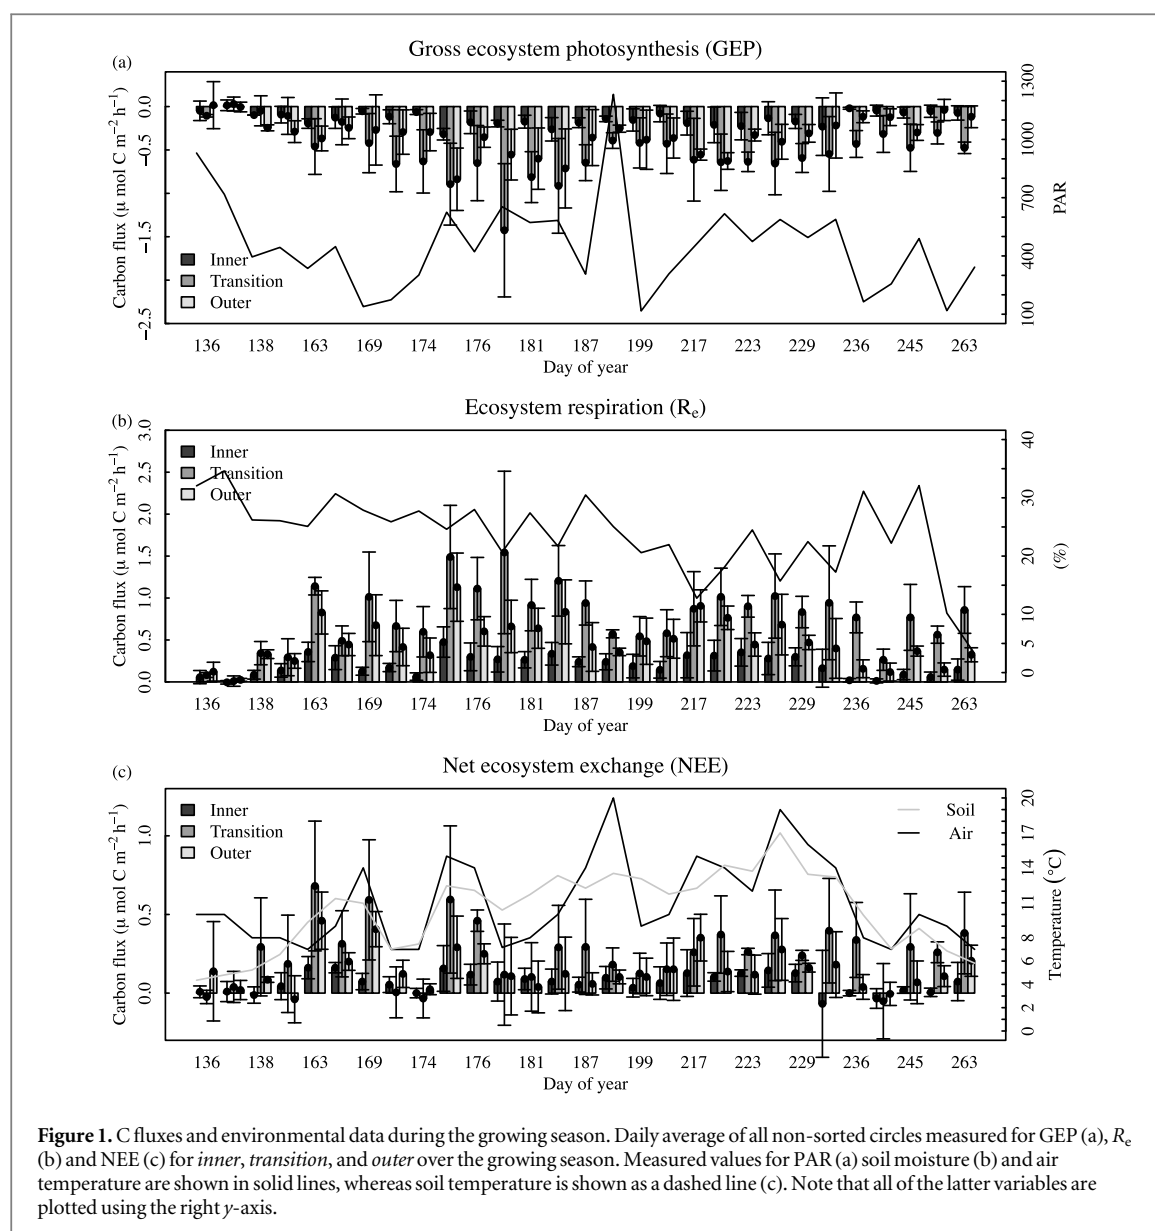 (a)
Gross ecosystem photosynthesis (GEP)
Carbon flux (μ mol C m−2 h−1)
0.0
−0.5
−1.5
−2.5
Inner
Transition
Outer
1300
1000
700
400
100
PAR
136 138 163 169 174 176 181 187 199 217 223 229 236 245 263
Day of year
(b)
Ecosystem respiration (Re)
Carbon flux (μ mol C m−2 h−1)
3.0
2.5
2.0
1.5
1.0
0.5
0.0
Inner
Transition
Outer
40
30
20
10
5
0
(%)
136 138 163 169 174 176 181 187 199 217 223 229 236 245 263
Day of year
(c)
Net ecosystem exchange (NEE)
Carbon flux (μ mol C m−2 h−1)
1.0
0.5
0.0
Inner
Transition
Outer
Soil
Air
20
17
14
11
9
8
6
4
2
0
Temperature (°C)
136 138 163 169 174 176 181 187 199 217 223 229 236 245 263
Day of year
Figure 1. C fluxes and environmental data during the growing season. Daily average of all non-sorted circles measured for GEP (a), Re
(b) and NEE (c) for inner, transition, and outer over the growing season. Measured values for PAR (a) soil moisture (b) and air
temperature are shown in solid lines, whereas soil temperature is shown as a dashed line (c). Note that all of the latter variables are
plotted using the right y-axis.